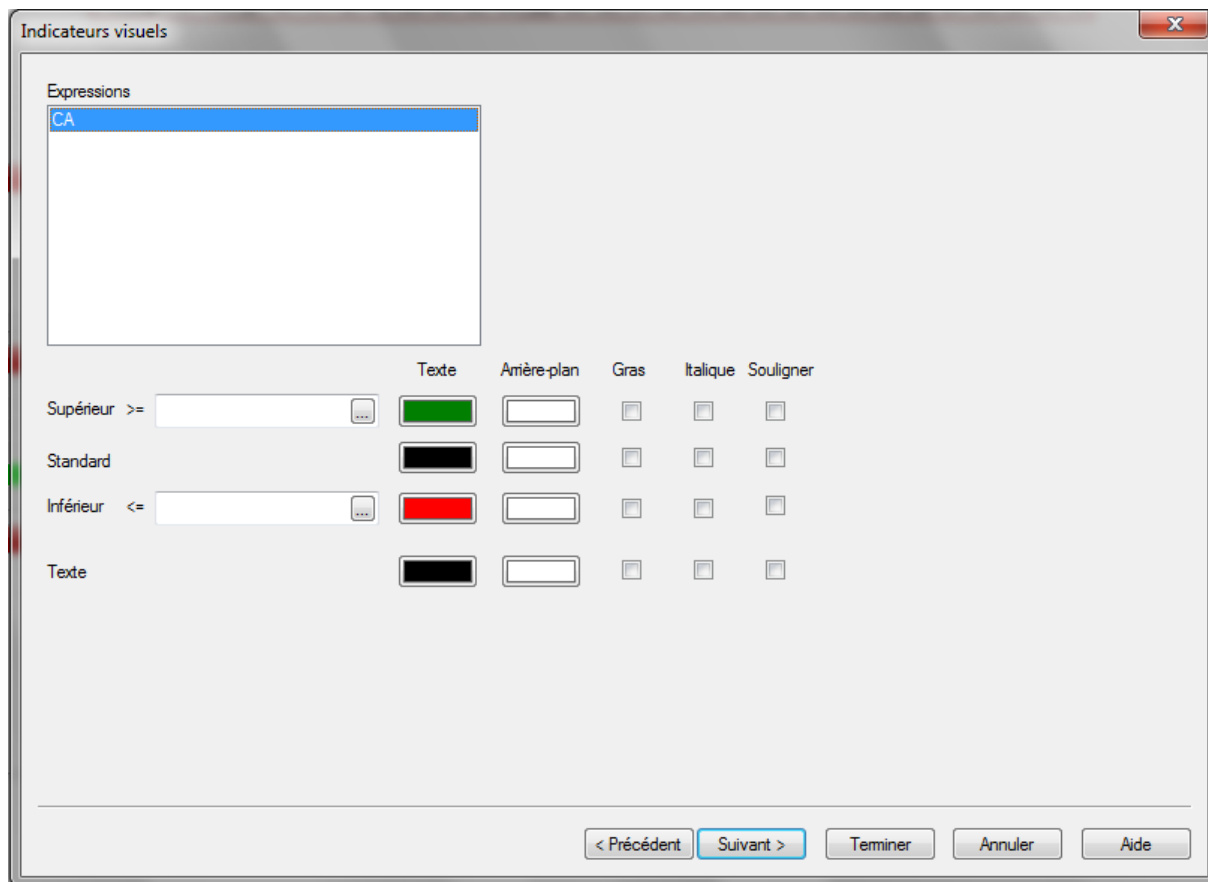 Indicateurs visuels
Expressions
CA
Texte Arrière-plan Gras Italique Souligner
Supérieur >= ...
Standard
Inférieur <= ...
Texte
< Précédent Suivant > Terminer Annuler Aide